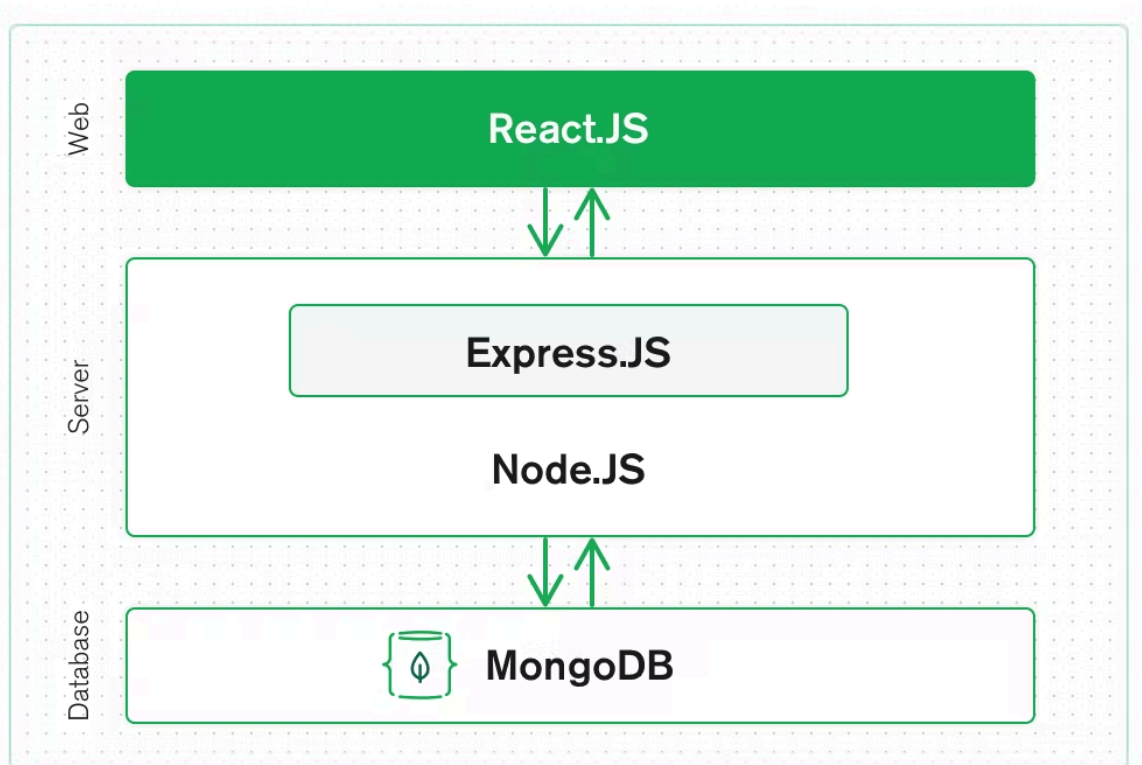 Web
React.JS
Server
Express.JS
Node.JS
Database
MongoDB